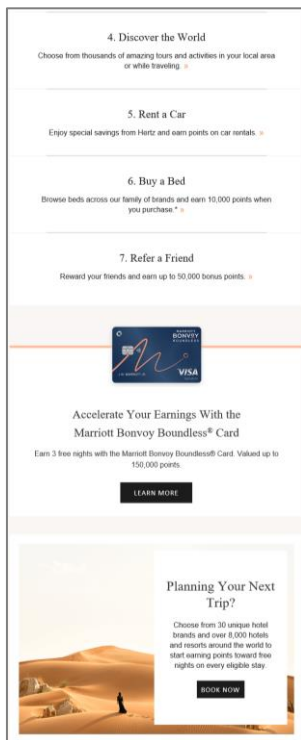 4. Discover the World
Choose from thousands of amazing tours and activities in your local area
or while traveling. »
5. Rent a Car
Enjoy special savings from Hertz and earn points on car rentals. »
6. Buy a Bed
Browse beds across our family of brands and earn 10,000 points when
you purchase.* »
7. Refer a Friend
Reward your friends and earn up to 50,000 bonus points. »
MARRIOTT
BONVOY
BOUNDLESS
VISA
Accelerate Your Earnings With the
Marriott Bonvoy Boundless® Card
Earn 3 free nights with the Marriott Bonvoy Boundless® Card. Valued up to
150,000 points.
LEARN MORE
Planning Your Next
Trip?
Choose from 30 unique hotel
brands and over 8,000 hotels
and resorts around the world to
start earning points toward free
nights on every eligible stay.
BOOK NOW